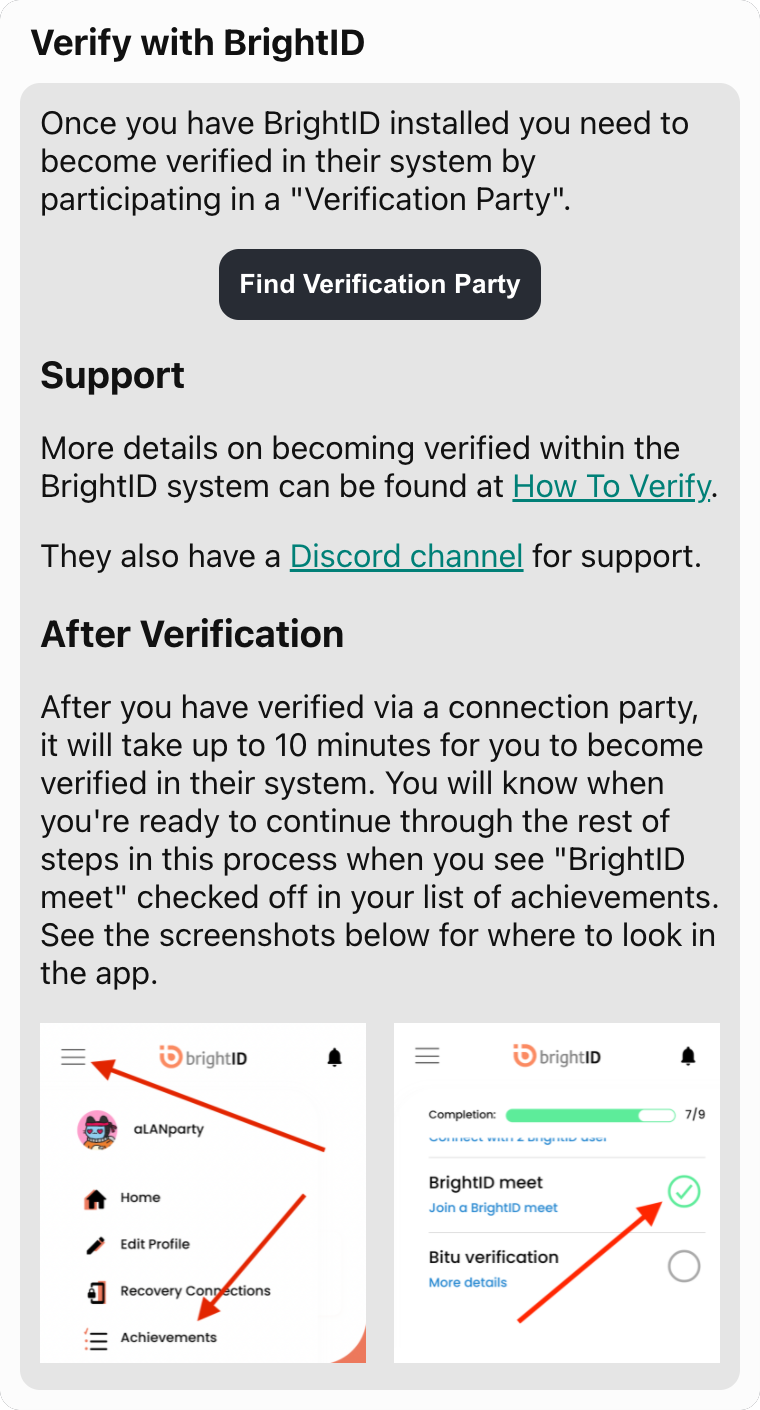 Verify with BrightID
Once you have BrightID installed you need to
become verified in their system by
participating in a "Verification Party".
Find Verification Party
Support
More details on becoming verified within the
BrightID system can be found at How To Verify.
They also have a Discord channel for support.
After Verification
After you have verified via a connection party,
it will take up to 10 minutes for you to become
verified in their system. You will know when
you're ready to continue through the rest of
steps in this process when you see "BrightID
meet" checked off in your list of achievements.
See the screenshots below for where to look in
the app.
brightID
aLANparty
Home
Edit Profile
Recovery Connections
Achievements
brightID
Completion: 7/9
Connect with 2 BrightID user
BrightID meet
Join a BrightID meet
Bitu verification
More details